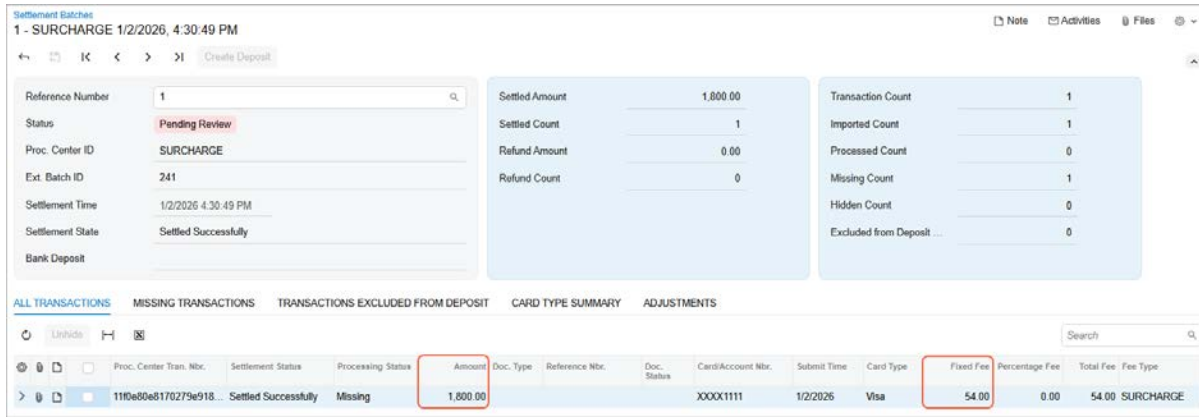 Settlement Batches
1 - SURCHARGE 1/2/2026, 4:30:49 PM
Note Activities Files
Create Deposit
Reference Number 1
Status Pending Review
Proc. Center ID SURCHARGE
Ext. Batch ID 241
Settlement Time 1/2/2026 4:30:49 PM
Settlement State Settled Successfully
Bank Deposit
Settled Amount 1,800.00
Settled Count 1
Refund Amount 0.00
Refund Count 0
Transaction Count 1
Imported Count 1
Processed Count 0
Missing Count 1
Hidden Count 0
Excluded from Deposit ... 0
ALL TRANSACTIONS MISSING TRANSACTIONS TRANSACTIONS EXCLUDED FROM DEPOSIT CARD TYPE SUMMARY ADJUSTMENTS
Unhide Search
Proc. Center Tran. Nbr. Settlement Status Processing Status Amount Doc. Type Reference Nbr. Doc. Status Card/Account Nbr. Submit Time Card Type Fixed Fee Percentage Fee Total Fee Fee Type
11f0e80e8170279e918... Settled Successfully Missing 1,800.00 XXXX1111 1/2/2026 Visa 54.00 0.00 54.00 SURCHARGE